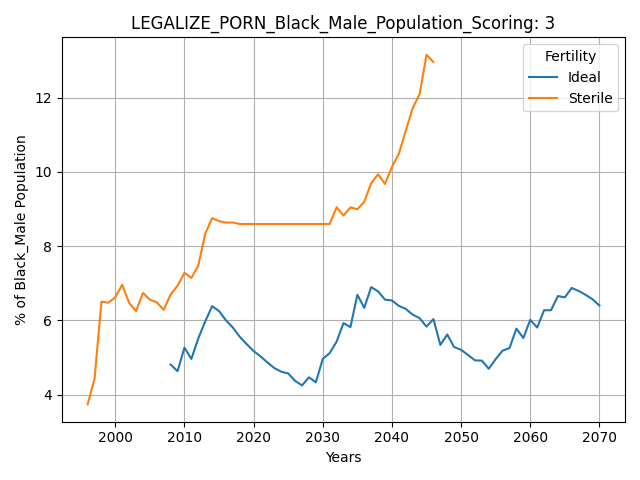 LEGALIZE_PORN_Black_Male_Population_Scoring: 3
Fertility
Ideal
Sterile
% of Black_Male Population
12
10
8
6
4
2000 2010 2020 2030 2040 2050 2060 2070
Years